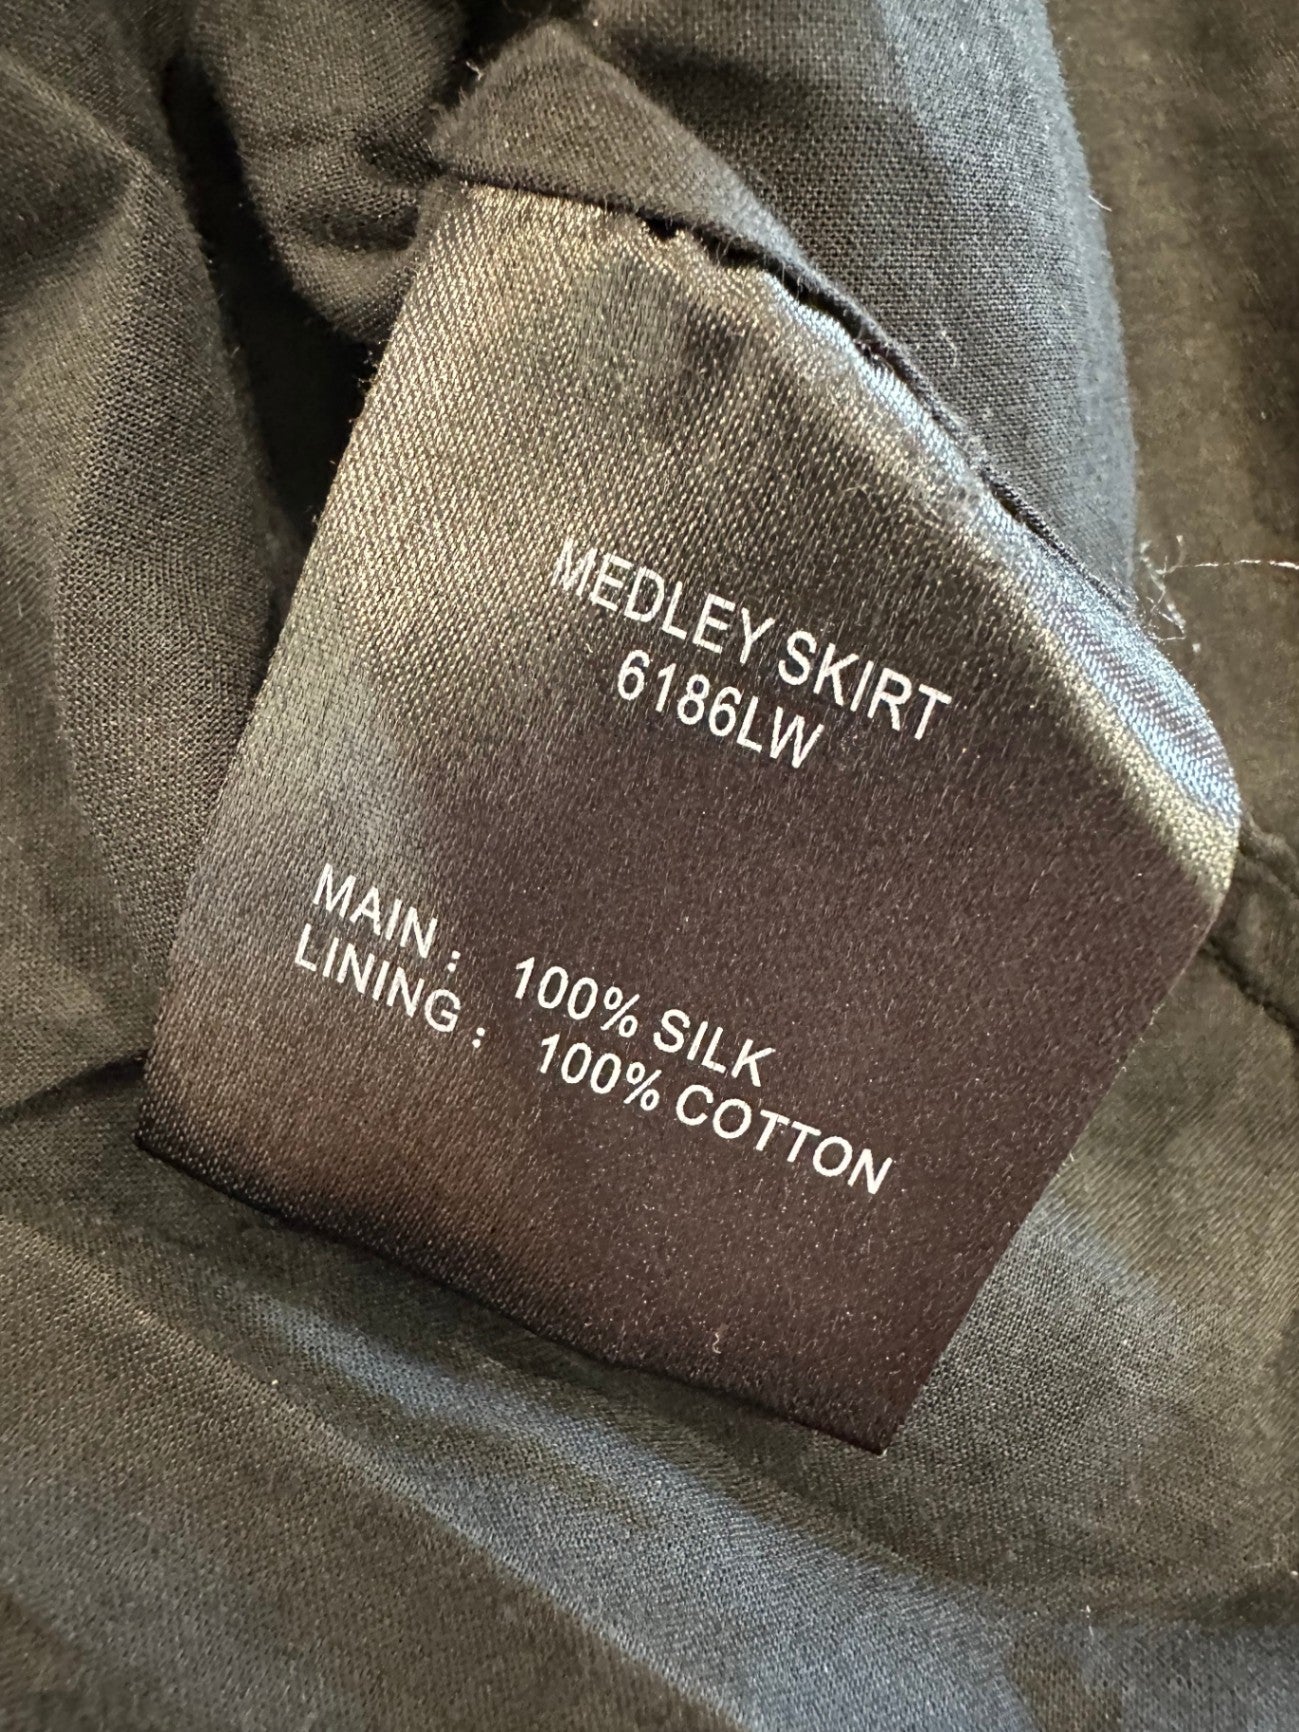 MEDLEY SKIRT
6186LW
MAIN : 100% SILK
LINING : 100% COTTON